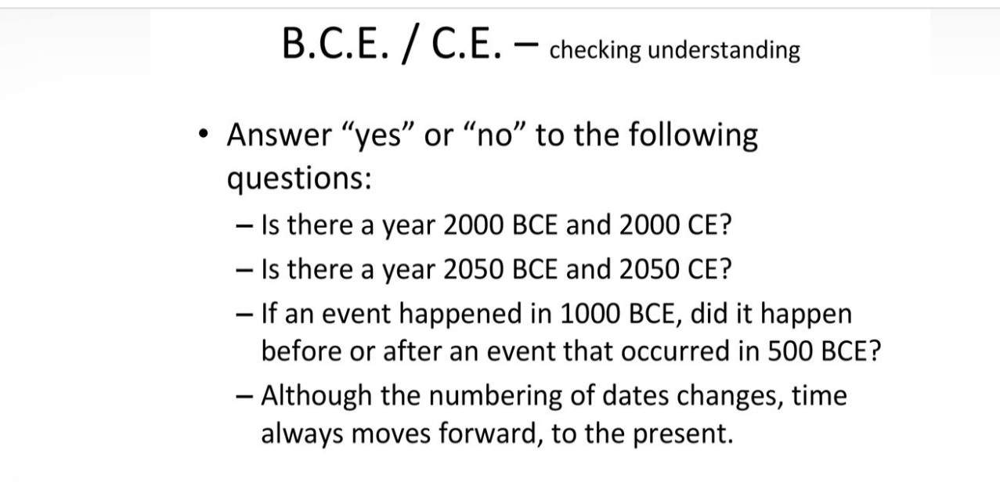 B.C.E. / C.E. – checking understanding
• Answer “yes” or “no” to the following
questions:
– Is there a year 2000 BCE and 2000 CE?
– Is there a year 2050 BCE and 2050 CE?
– If an event happened in 1000 BCE, did it happen
before or after an event that occurred in 500 BCE?
– Although the numbering of dates changes, time
always moves forward, to the present.